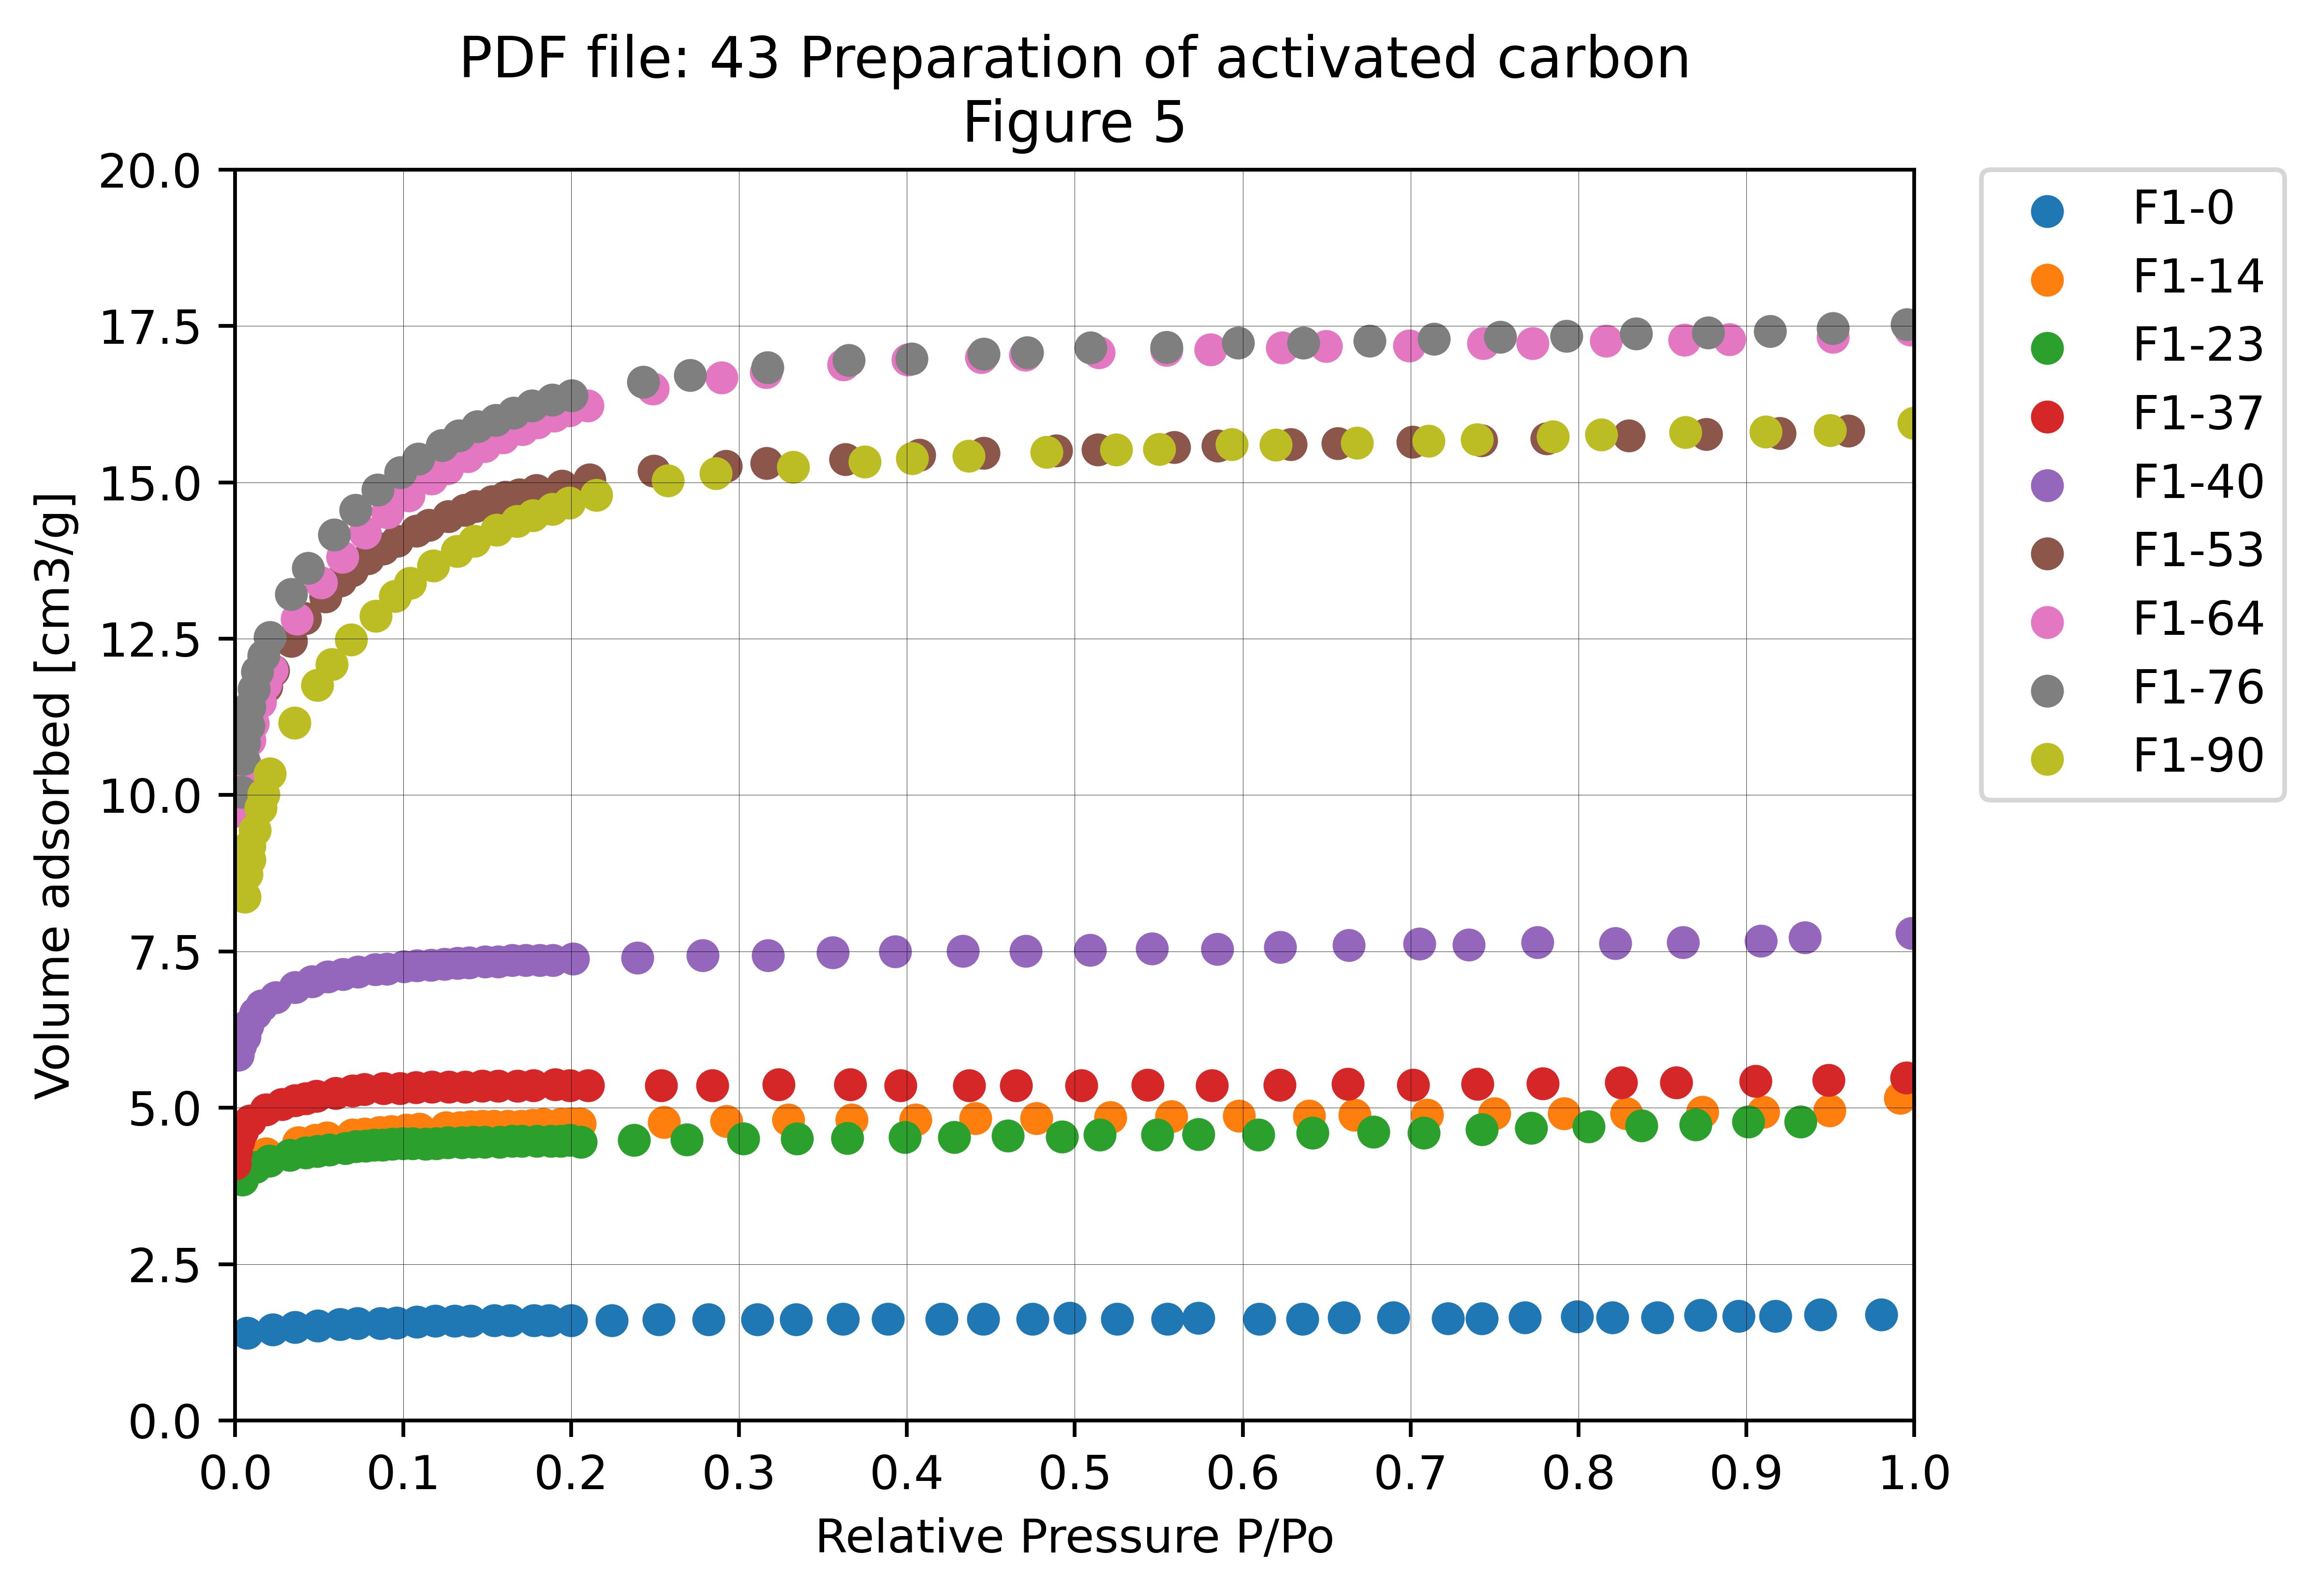 PDF file: 43 Preparation of activated carbon
Figure 5
Volume adsorbed [cm3/g]
20.0
17.5
15.0
12.5
10.0
7.5
5.0
2.5
0.0
0.0 0.1 0.2 0.3 0.4 0.5 0.6 0.7 0.8 0.9 1.0
Relative Pressure P/Po
F1-0
F1-14
F1-23
F1-37
F1-40
F1-53
F1-64
F1-76
F1-90